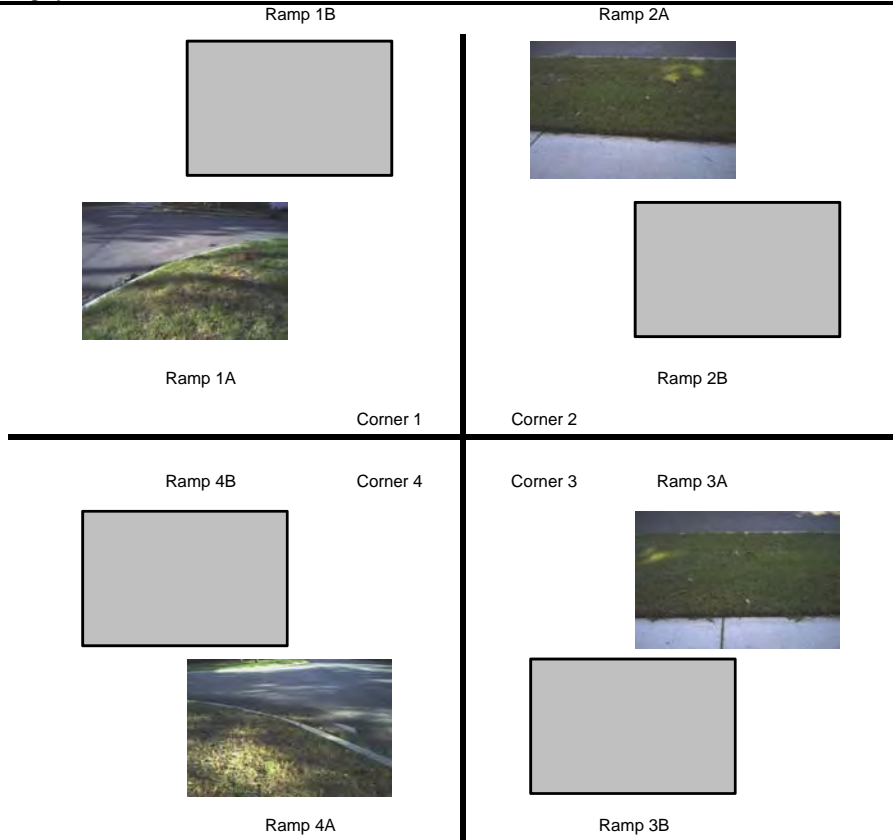 Ramp 1B
Ramp 2A
Ramp 1A
Ramp 2B
Corner 1
Corner 2
Ramp 4B
Corner 4
Corner 3
Ramp 3A
Ramp 4A
Ramp 3B